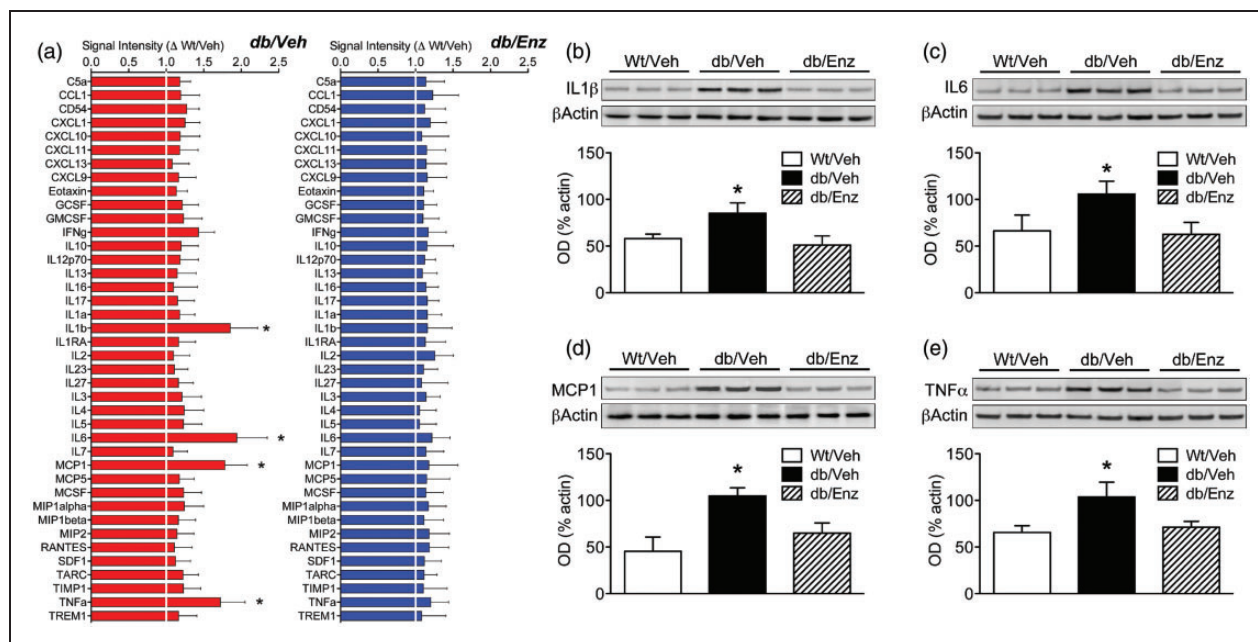 (a)
Signal Intensity (Δ Wt/Veh)
db/Veh
0.0 0.5 1.0 1.5 2.0 2.5
C5a
CCL1
CD54
CXCL1
CXCL10
CXCL11
CXCL13
CXCL9
Eotaxin
GCSF
GMCSF
IFNg
IL10
IL12p70
IL13
IL16
IL17
IL1a
IL1b *
IL1RA
IL2
IL23
IL27
IL3
IL4
IL5
IL6 *
IL7
MCP1 *
MCP5
MCSF
MIP1alpha
MIP1beta
MIP2
RANTES
SDF1
TARC
TIMP1
TNFa *
TREM1
Signal Intensity (Δ Wt/Veh)
db/Enz
0.0 0.5 1.0 1.5 2.0 2.5
C5a
CCL1
CD54
CXCL1
CXCL10
CXCL11
CXCL13
CXCL9
Eotaxin
GCSF
GMCSF
IFNg
IL10
IL12p70
IL13
IL16
IL17
IL1a
IL1b
IL1RA
IL2
IL23
IL27
IL3
IL4
IL5
IL6
IL7
MCP1
MCP5
MCSF
MIP1alpha
MIP1beta
MIP2
RANTES
SDF1
TARC
TIMP1
TNFa
TREM1
(b)
Wt/Veh db/Veh db/Enz
IL1β
βActin
OD (% actin)
150
100
50
0
*
Wt/Veh
db/Veh
db/Enz
(c)
Wt/Veh db/Veh db/Enz
IL6
βActin
OD (% actin)
150
100
50
0
*
Wt/Veh
db/Veh
db/Enz
(d)
Wt/Veh db/Veh db/Enz
MCP1
βActin
OD (% actin)
150
100
50
0
*
Wt/Veh
db/Veh
db/Enz
(e)
Wt/Veh db/Veh db/Enz
TNFα
βActin
OD (% actin)
150
100
50
0
*
Wt/Veh
db/Veh
db/Enz